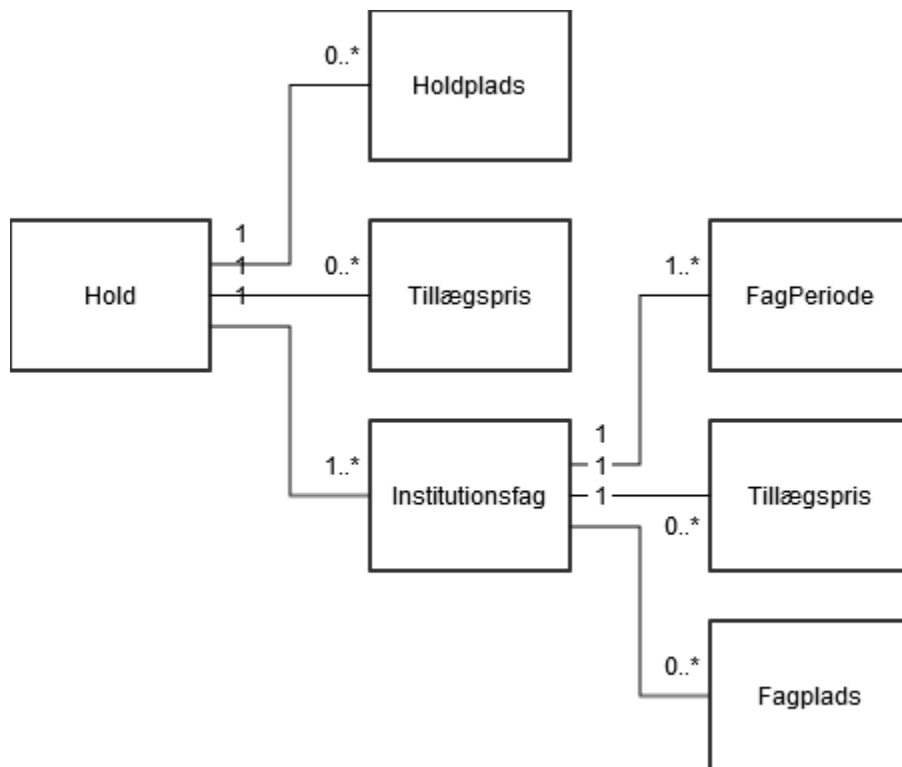 0..*
Holdplads
1
1
1
0..*
Hold
Tillægspris
1..*
FagPeriode
1..*
Institutionsfag
1
1
1
Tillægspris
0..*
0..*
Fagplads